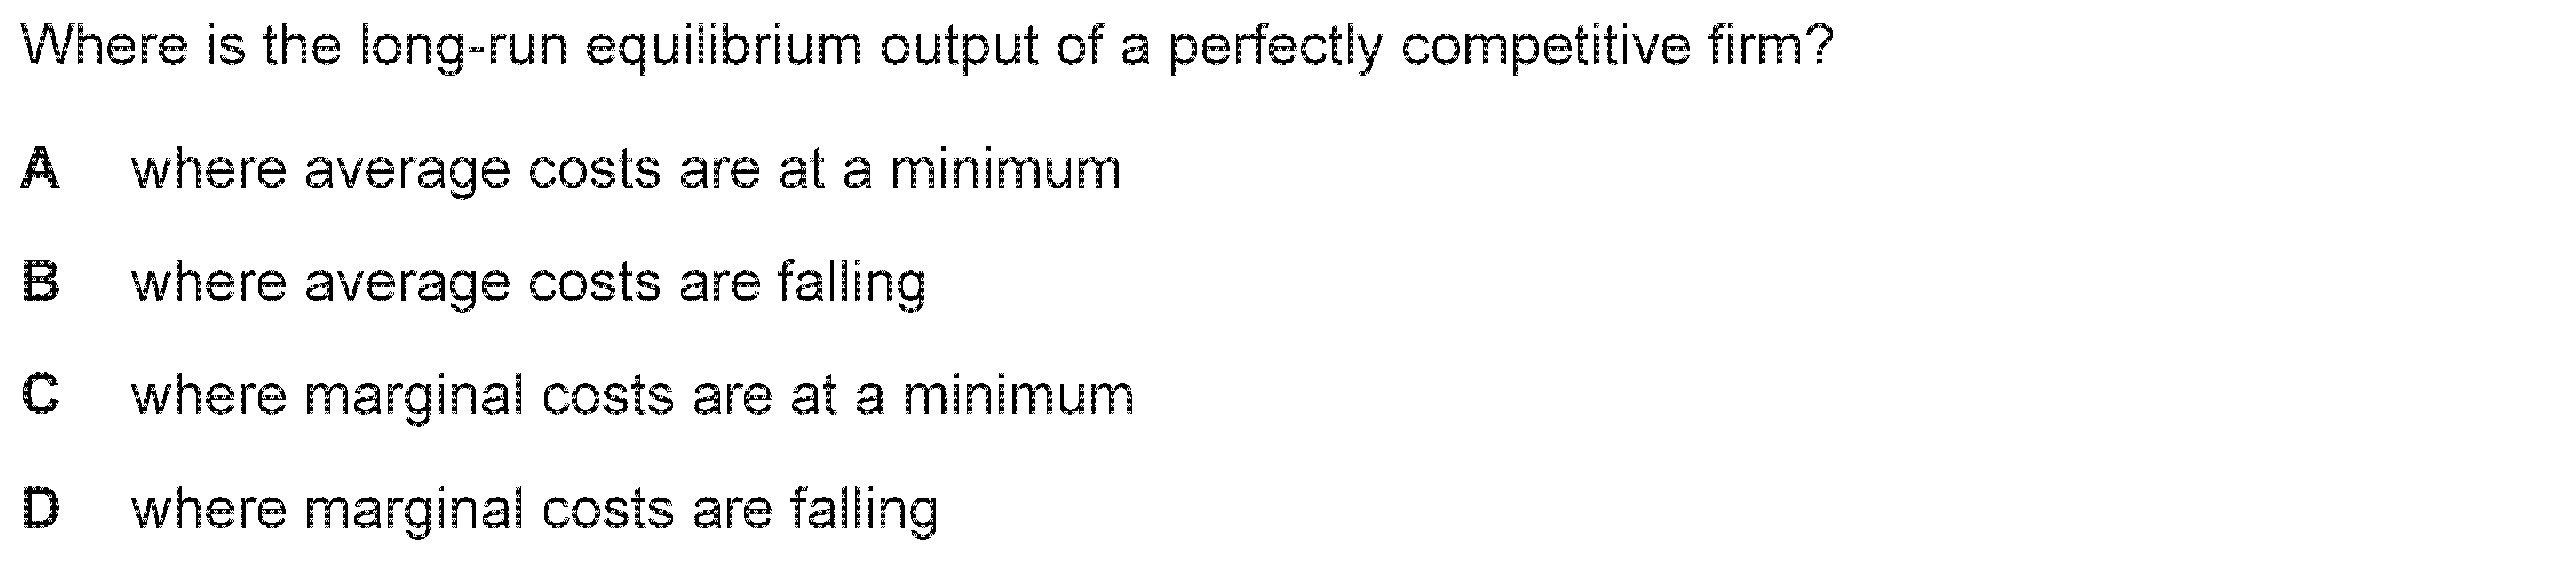 Where is the long-run equilibrium output of a perfectly competitive firm?
A where average costs are at a minimum
B where average costs are falling
C where marginal costs are at a minimum
D where marginal costs are falling